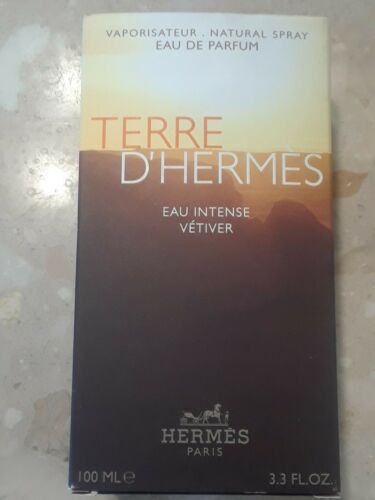 VAPORISATEUR . NATURAL SPRAY
EAU DE PARFUM
TERRE
D'HERMÈS
EAU INTENSE
VÉTIVER
HERMÈS
PARIS
100 ML ℮ 3.3 FL.OZ.